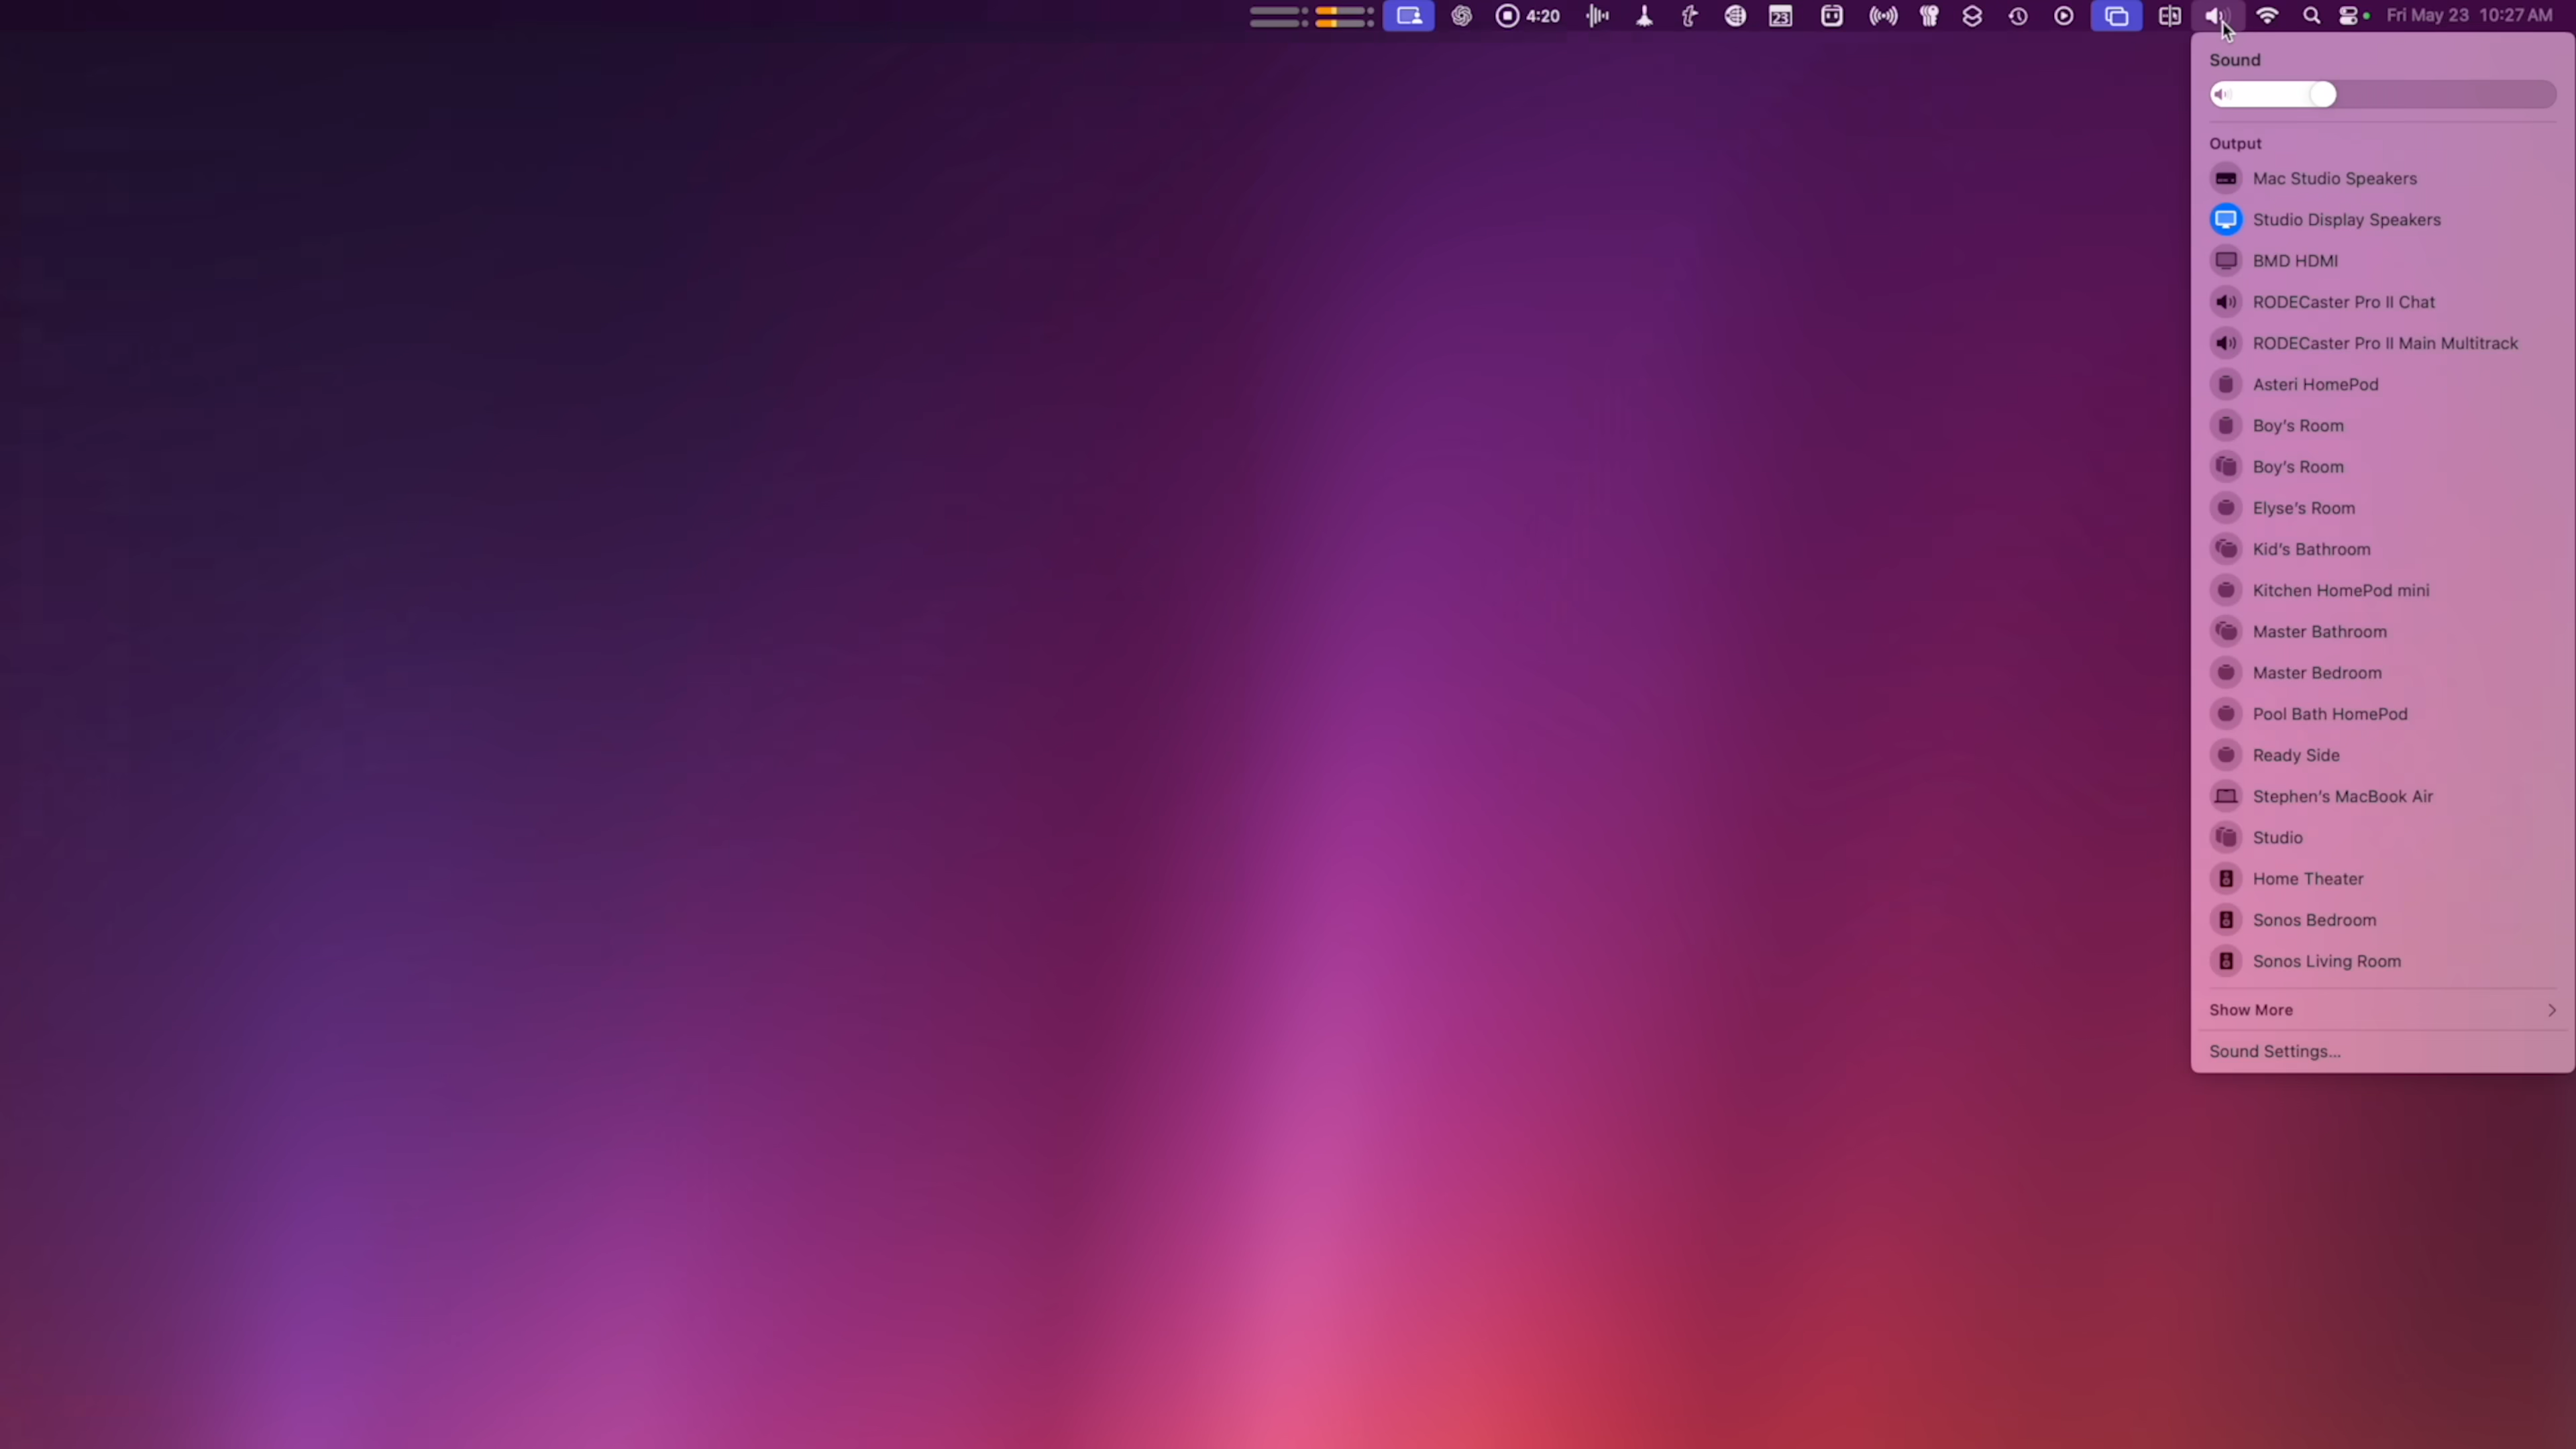 4:20
23
Fri May 23 10:27 AM
Sound
Output
Mac Studio Speakers
Studio Display Speakers
BMD HDMI
RODECaster Pro II Chat
RODECaster Pro II Main Multitrack
Asteri HomePod
Boy's Room
Boy's Room
Elyse's Room
Kid's Bathroom
Kitchen HomePod mini
Master Bathroom
Master Bedroom
Pool Bath HomePod
Ready Side
Stephen's MacBook Air
Studio
Home Theater
Sonos Bedroom
Sonos Living Room
Show More
Sound Settings...